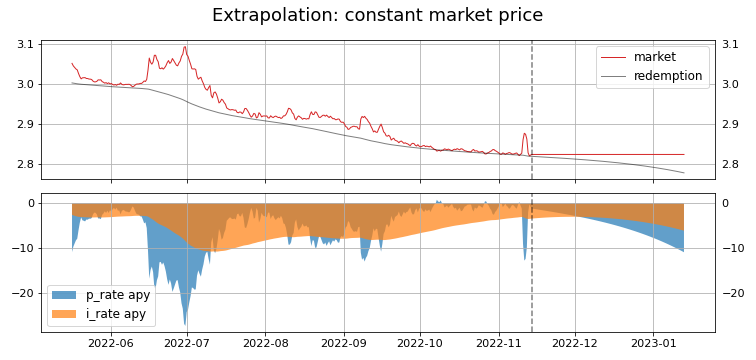 Extrapolation: constant market price
3.1 3.1
market
redemption
3.0 3.0
2.9 2.9
2.8 2.8
0 0
−10 −10
−20 −20
p_rate apy
i_rate apy
2022-06 2022-07 2022-08 2022-09 2022-10 2022-11 2022-12 2023-01